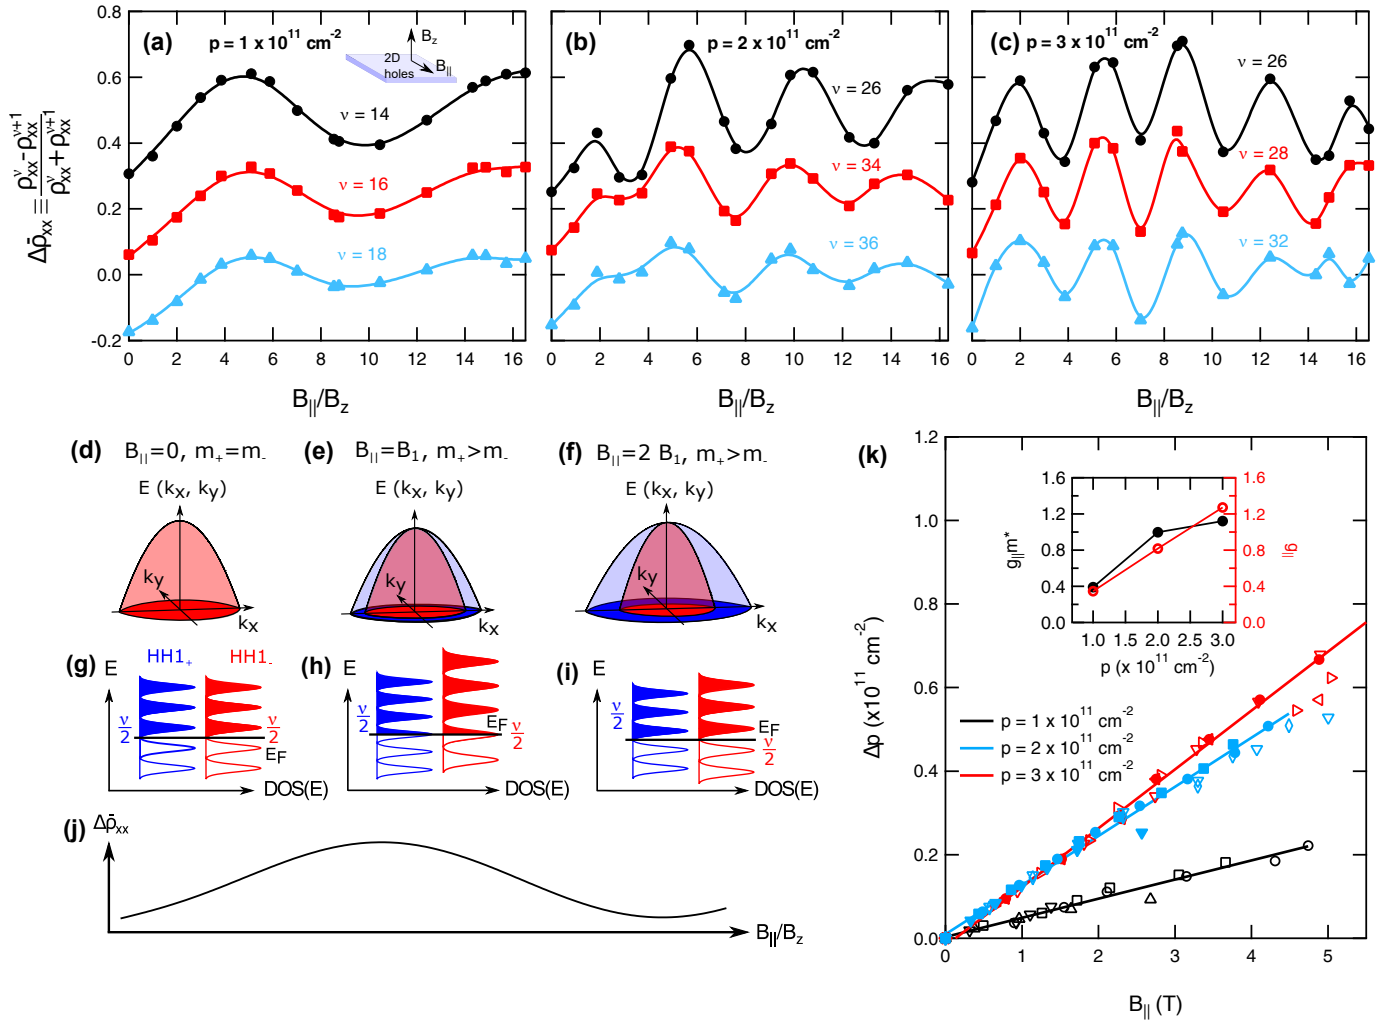 (a)
p = 1 x 10^11 cm^-2
B_z
2D
holes
B_||
(b)
p = 2 x 10^11 cm^-2
(c)
p = 3 x 10^11 cm^-2
Δρ̄_xx ≡ (ρ_xx^ν - ρ_xx^ν+1) / (ρ_xx^ν + ρ_xx^ν+1)
0.8
0.6
0.4
0.2
0.0
-0.2
ν = 14
ν = 16
ν = 18
ν = 26
ν = 34
ν = 36
ν = 26
ν = 28
ν = 32
0 2 4 6 8 10 12 14 16
0 2 4 6 8 10 12 14 16
0 2 4 6 8 10 12 14 16
B_||/B_z
B_||/B_z
B_||/B_z
(d) B_||=0, m_+=m_-
E (k_x, k_y)
k_y
k_x
(e) B_||=B_1, m_+>m_-
E (k_x, k_y)
k_y
k_x
(f) B_||=2 B_1, m_+>m_-
E (k_x, k_y)
k_y
k_x
(g) E
HH1_+
HH1_-
ν/2
ν/2
E_F
DOS(E)
(h) E
ν/2
E_F
ν/2
DOS(E)
(i) E
ν/2
E_F
ν/2
DOS(E)
(j) Δρ̄_xx
B_||/B_z
(k)
Δp (x10^11 cm^-2)
1.2
1.0
0.8
0.6
0.4
0.2
0.0
0 1 2 3 4 5
B_|| (T)
p = 1 x 10^11 cm^-2
p = 2 x 10^11 cm^-2
p = 3 x 10^11 cm^-2
g_||m*
1.6
1.2
0.8
0.4
0.0
1.6
1.2
0.8
0.4
0.0
g_||
1.0 1.5 2.0 2.5 3.0
p (x 10^11 cm^-2)